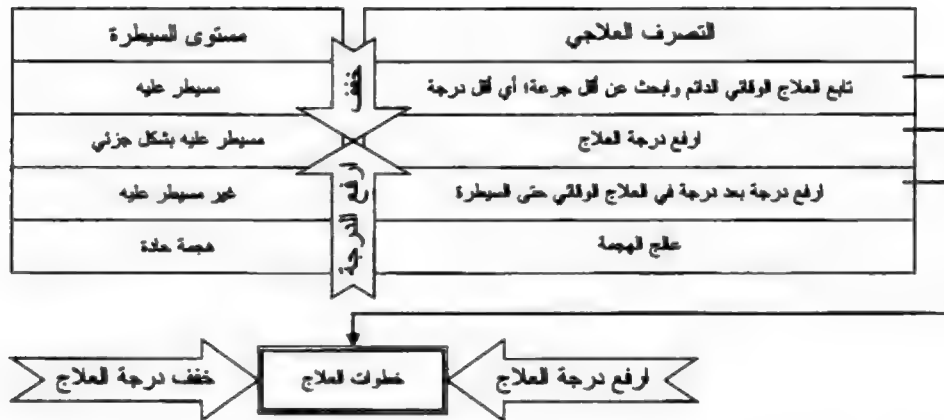 مستوى السيطرة
التصرف العلاجي
مسيطر عليه
تابع العلاج الوقائي الدائم وابحث عن أقل جرعة؛ أي أقل درجة
مسيطر عليه بشكل جزئي
ارفع درجة العلاج
غير مسيطر عليه
ارفع درجة بعد درجة في العلاج الوقائي حتى السيطرة
هجمة حادة
عالج الهجمة
خفف
ارفع الدرجة
خفف درجة العلاج
خطوات العلاج
ارفع درجة العلاج